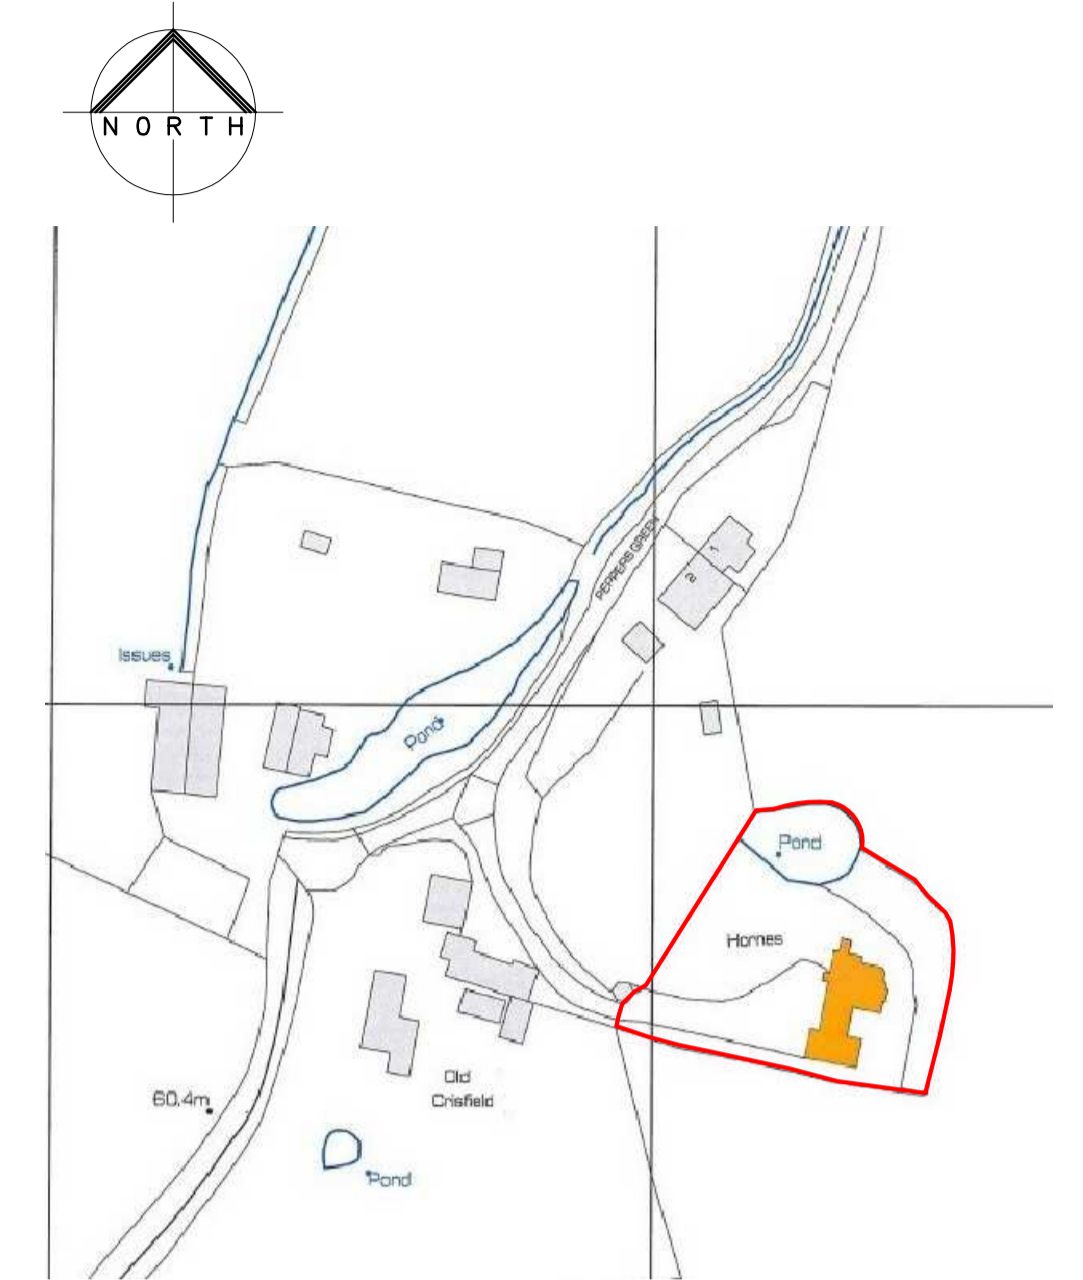 NORTH
PEPPERS GREEN
1
2
Issues
Pond
Pond
Hornes
Old
Crisfield
60.4m
Pond